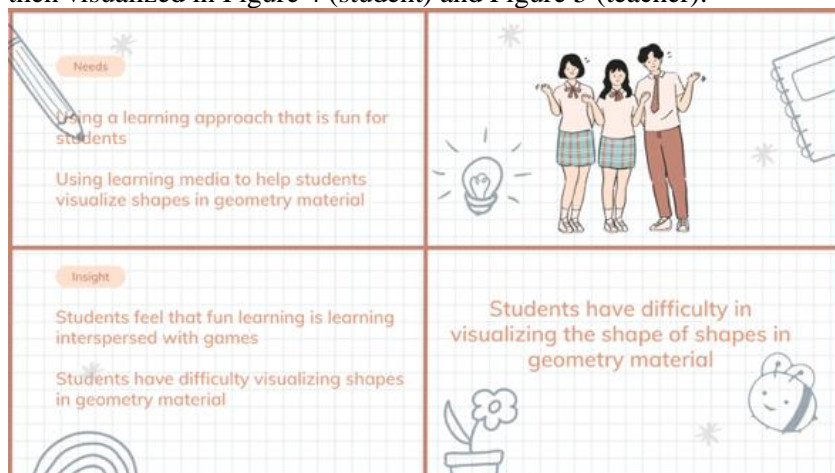 then visualized in Figure 4 (student) and Figure 5 (teacher).
Needs
Using a learning approach that is fun for
students
Using learning media to help students
visualize shapes in geometry material
Insight
Students feel that fun learning is learning
interspersed with games
Students have difficulty visualizing shapes
in geometry material
Students have difficulty in
visualizing the shape of shapes in
geometry material